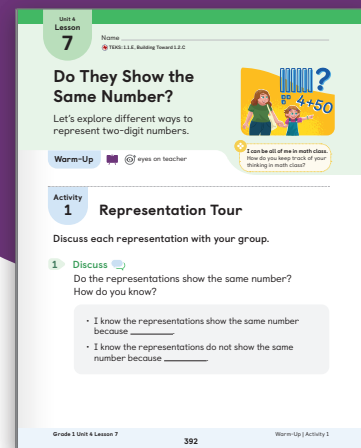 Unit 4
Lesson
7
Name
TEKS: 1.1.E, Building Toward 1.2.C
Do They Show the
Same Number?
Let's explore different ways to
represent two-digit numbers.
?
4+50
Warm-Up eyes on teacher
I can be all of me in math class.
How do you keep track of your
thinking in math class?
Activity
1
Representation Tour
Discuss each representation with your group.
1 Discuss
Do the representations show the same number?
How do you know?
• I know the representations show the same number
because ________.
• I know the representations do not show the same
number because ________.
Grade 1 Unit 4 Lesson 7
392
Warm-Up | Activity 1